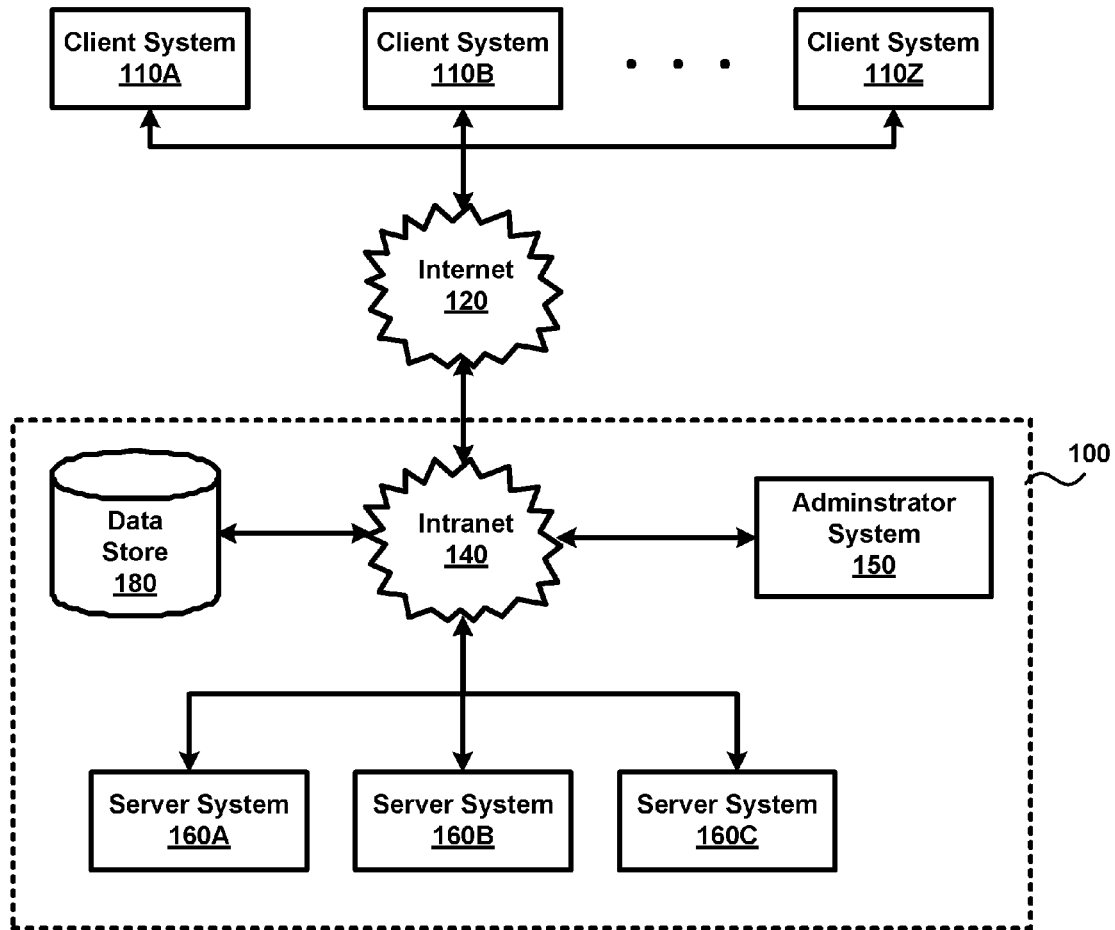 Client System
110A
Client System
110B
. . .
Client System
110Z
Internet
120
100
Data
Store
180
Intranet
140
Adminstrator
System
150
Server System
160A
Server System
160B
Server System
160C